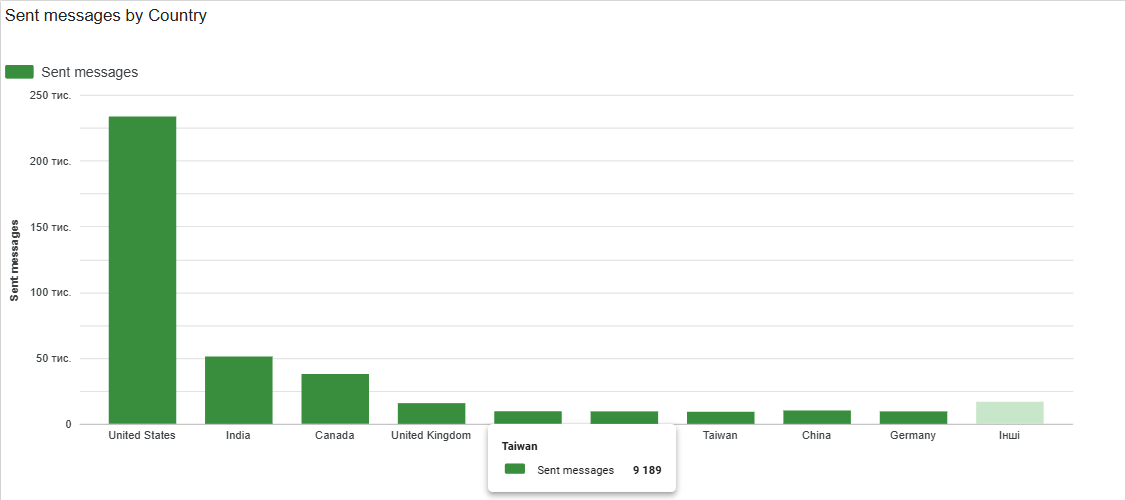 Sent messages by Country
Sent messages
250 тис.
200 тис.
150 тис.
100 тис.
50 тис.
0
Sent messages
United States
India
Canada
United Kingdom
Taiwan
China
Germany
Інші
Taiwan
Sent messages 9 189